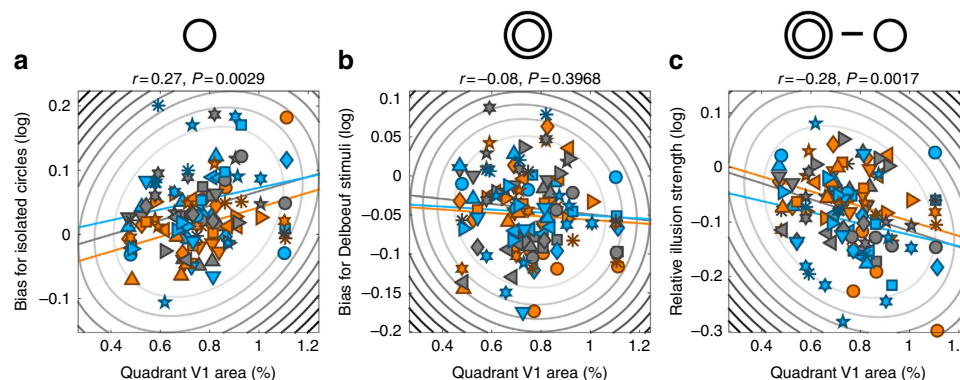 a
r=0.27, P=0.0029
Bias for isolated circles (log)
0.2
0.1
0
−0.1
0.4 0.6 0.8 1 1.2
Quadrant V1 area (%)
b
r=−0.08, P=0.3968
Bias for Delboeuf stimuli (log)
0.1
0.05
0
−0.05
−0.1
−0.15
−0.2
0.4 0.6 0.8 1 1.2
Quadrant V1 area (%)
c
r=−0.28, P=0.0017
Relative illusion strength (log)
0.1
0
−0.1
−0.2
−0.3
0.4 0.6 0.8 1 1.2
Quadrant V1 area (%)